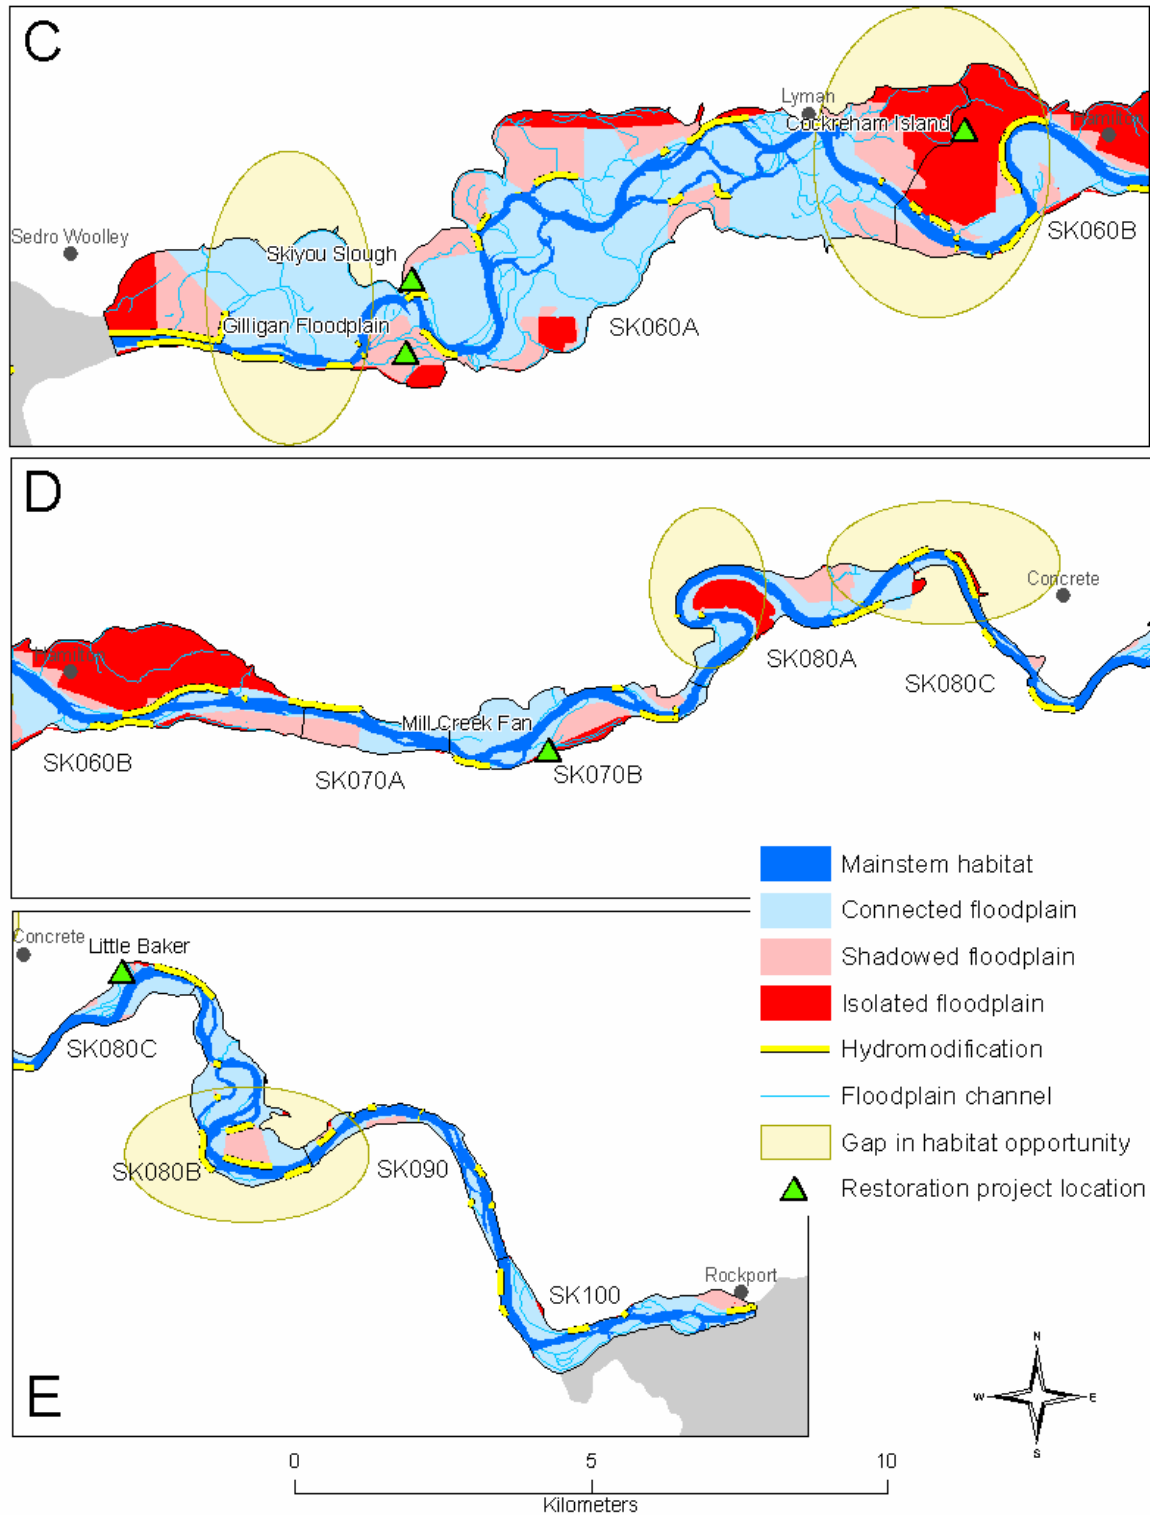 C
Lyman
Cockreham Island
Hamilton
SK060B
Sedro Woolley
Skiyou Slough
Gilligan Floodplain
SK060A
D
Concrete
Hamilton
SK080A
SK080C
Mill Creek Fan
SK060B
SK070A
SK070B
Mainstem habitat
Connected floodplain
Shadowed floodplain
Isolated floodplain
Hydromodification
Floodplain channel
Gap in habitat opportunity
Restoration project location
Concrete
Little Baker
SK080C
SK080B
SK090
Rockport
SK100
E
N
W E
S
0 5 10
Kilometers